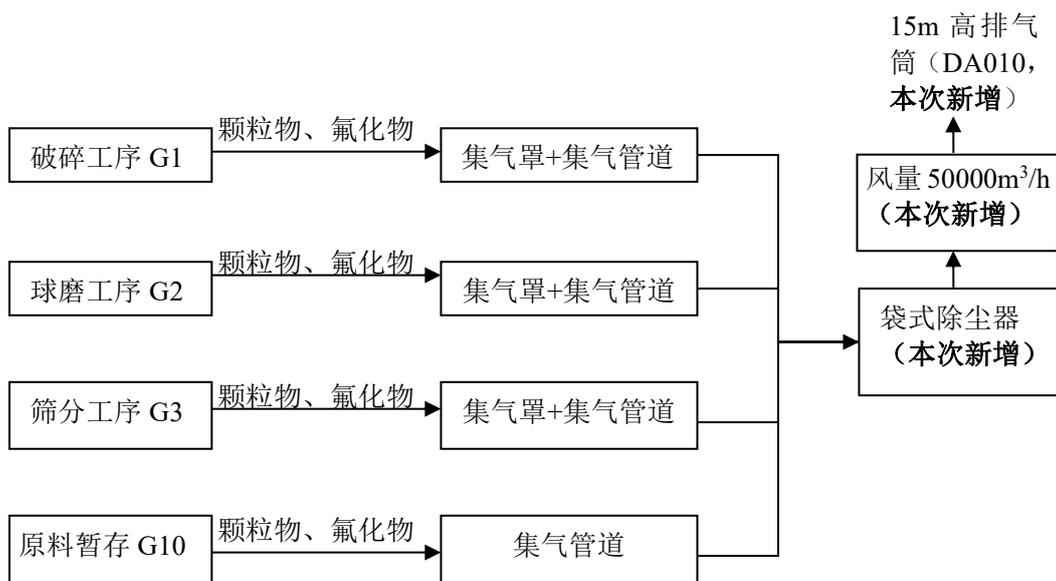 15m 高排气
筒（DA010，
本次新增）
颗粒物、氟化物
破碎工序 G1
集气罩+集气管道
风量 50000m³/h
（本次新增）
颗粒物、氟化物
球磨工序 G2
集气罩+集气管道
袋式除尘器
（本次新增）
颗粒物、氟化物
筛分工序 G3
集气罩+集气管道
颗粒物、氟化物
原料暂存 G10
集气管道